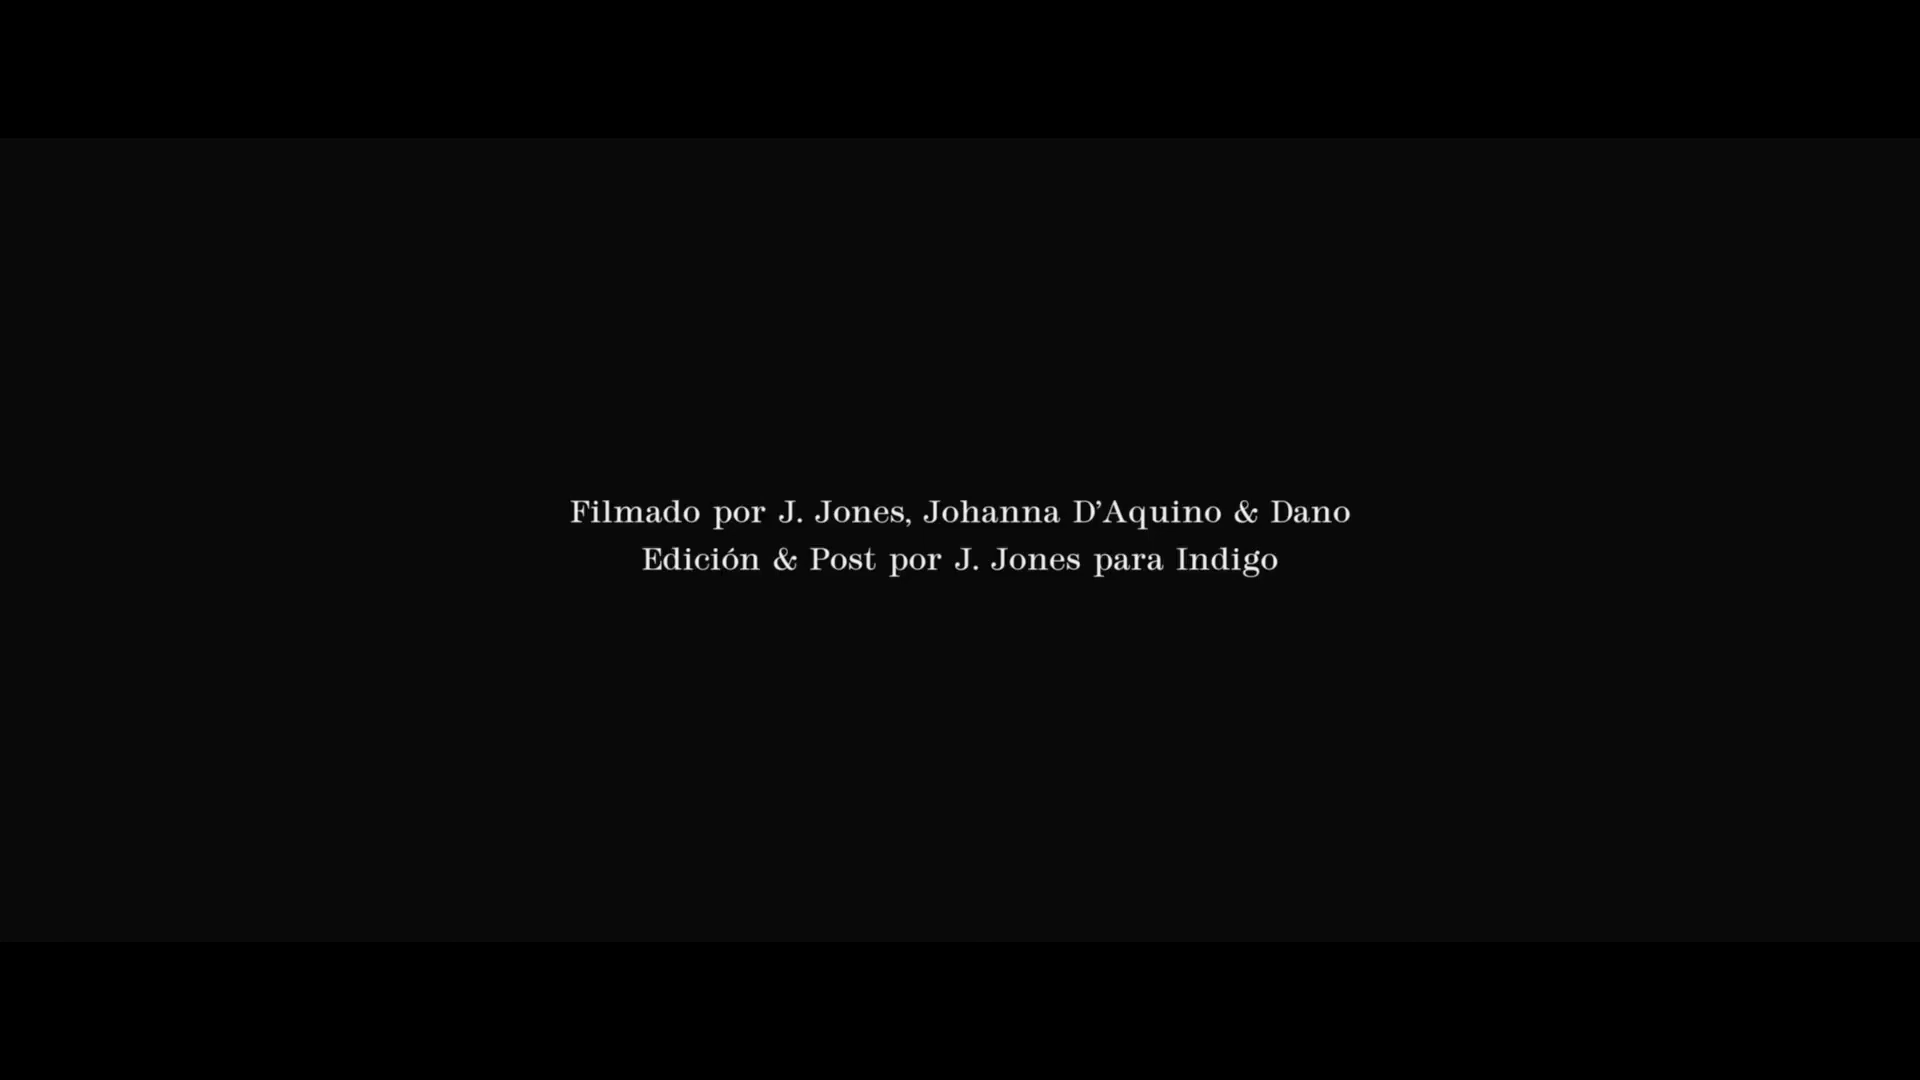 Filmado por J. Jones, Johanna D’Aquino & Dano
Edición & Post por J. Jones para Indigo